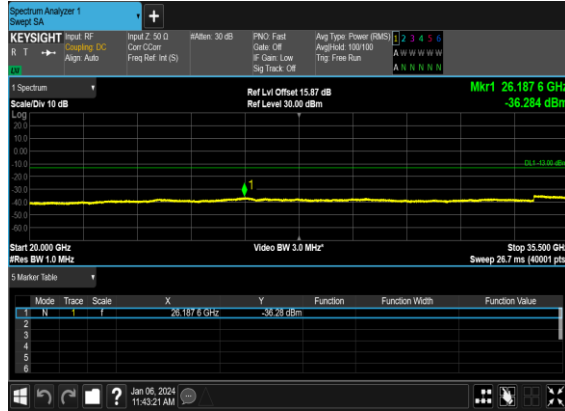 Spectrum Analyzer 1
Swept SA
+
KEYSIGHT Input: RF Input Z: 50 Ω #Atten: 30 dB PNO: Fast Avg Type: Power (RMS) 1 2 3 4 5 6
R T Coupling: DC Corr CCorr Gate: Off Avg|Hold: 100/100 A W W W W W
Align: Auto Freq Ref: Int (S) IF Gain: Low Trig: Free Run
LV Sig Track: Off A N N N N N
1 Spectrum Ref Lvl Offset 15.87 dB Mkr1 26.187 6 GHz
Scale/Div 10 dB Ref Level 30.00 dBm -36.284 dBm
Log
20.0
10.0
0.00
-10.0
DL1 -13.00 dBm
-20.0
-30.0
1
-40.0
-50.0
-60.0
Start 20.000 GHz Video BW 3.0 MHz* Stop 35.500 GHz
#Res BW 1.0 MHz Sweep 26.7 ms (40001 pts
5 Marker Table
Mode Trace Scale X Y Function Function Width Function Value
1 N 1 f 26.187 6 GHz -36.28 dBm
2
3
4
5
6
? Jan 06, 2024
11:43:21 AM